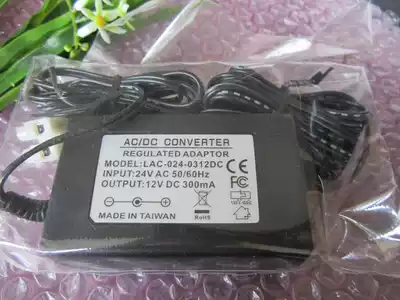 AC/DC CONVERTER
REGULATED ADAPTOR
MODEL:LAC-024-0312DC
INPUT:24V AC 50/60Hz
OUTPUT:12V DC 300mA
CE
FC
RoHS
MADE IN TAIWAN